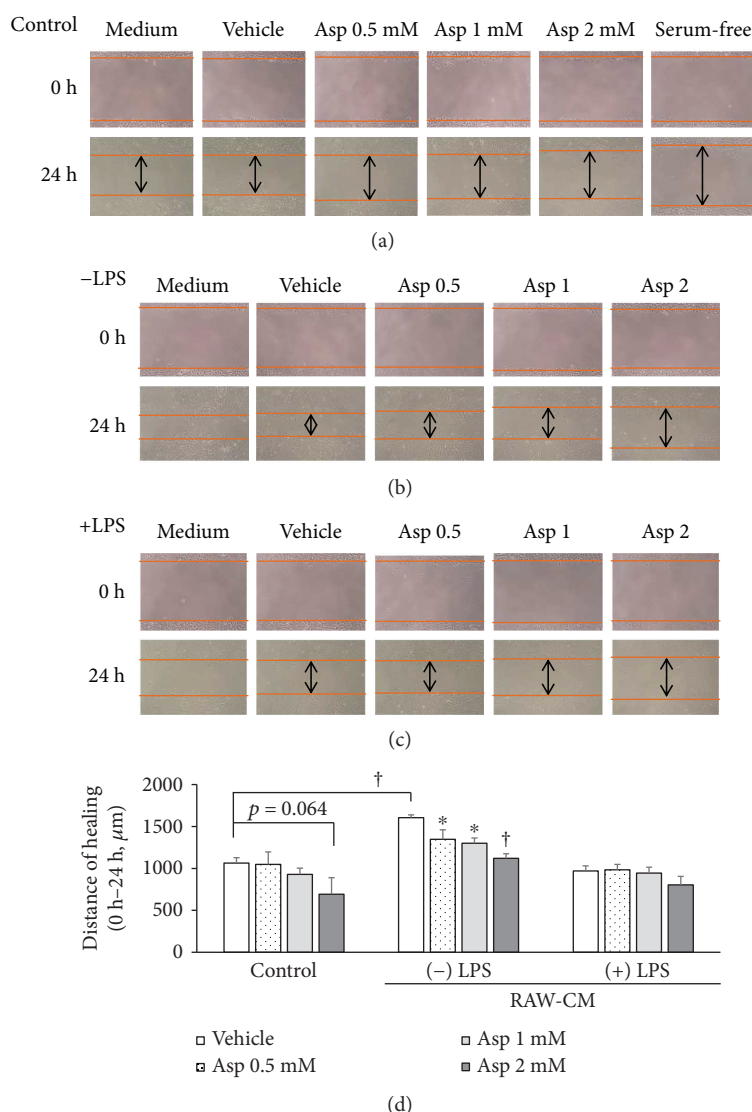 Control Medium Vehicle Asp 0.5 mM Asp 1 mM Asp 2 mM Serum-free
0 h
24 h
(a)
−LPS Medium Vehicle Asp 0.5 Asp 1 Asp 2
0 h
24 h
(b)
+LPS Medium Vehicle Asp 0.5 Asp 1 Asp 2
0 h
24 h
(c)
Distance of healing
(0 h–24 h, μm)
2000
1500
1000
500
0
†
p = 0.064
* * †
Control (−) LPS (+) LPS
RAW-CM
Vehicle Asp 1 mM
Asp 0.5 mM Asp 2 mM
(d)